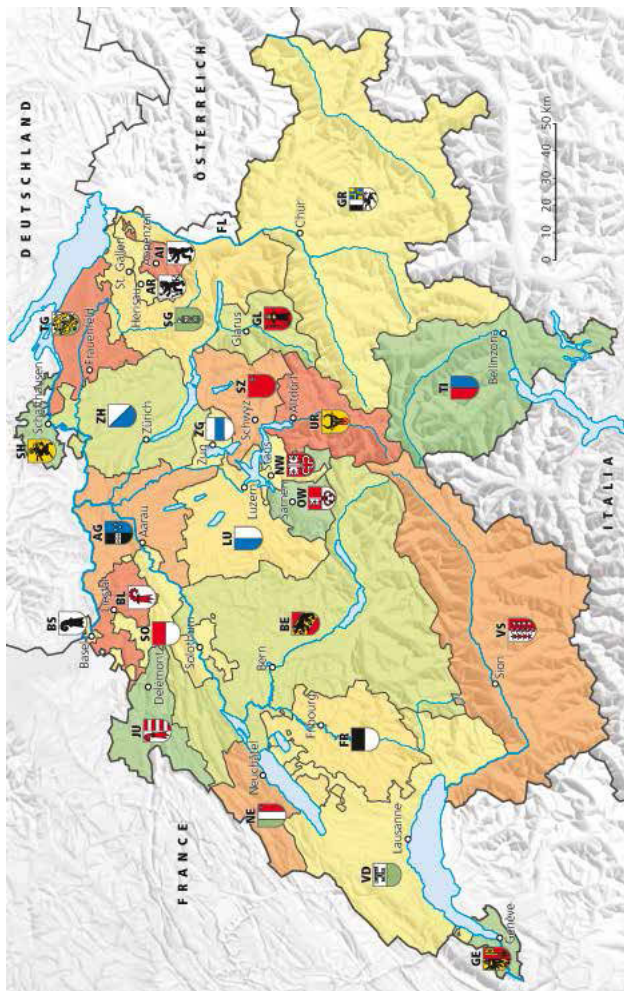 DEUTSCHLAND
ÖSTERREICH
FRANCE
ITALIA
FL
SH
Schaffhausen
TG
Frauenfeld
BS
Basel
BL
Liestal
AG
Aarau
ZH
Zürich
St. Gallen
Herisau
AR
Appenzell
AI
SG
JU
Delémont
SO
Solothurn
LU
Luzern
ZG
Zug
SZ
Schwyz
GL
Glarus
NE
Neuchâtel
BE
Bern
OW
Sarnen
NW
Stans
UR
Altdorf
GR
Chur
FR
Fribourg
VD
Lausanne
VS
Sion
TI
Bellinzona
GE
Genève
0 10 20 30 40 50 km